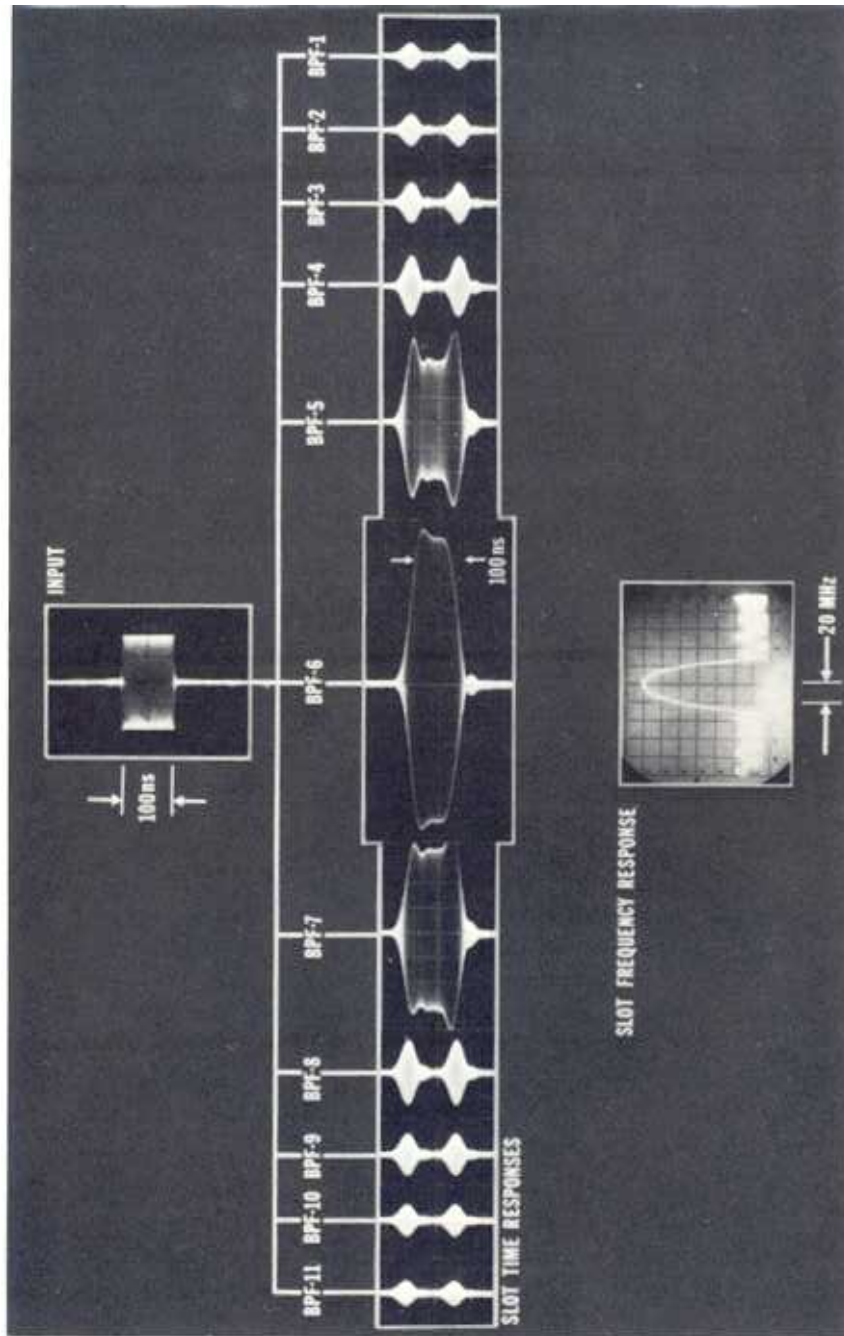 INPUT
100ns
BPF-11
BPF-10
BPF-9
BPF-8
BPF-7
BPF-6
BPF-5
BPF-4
BPF-3
BPF-2
BPF-1
100ns
SLOT TIME RESPONSES
SLOT FREQUENCY RESPONSE
20 MHz